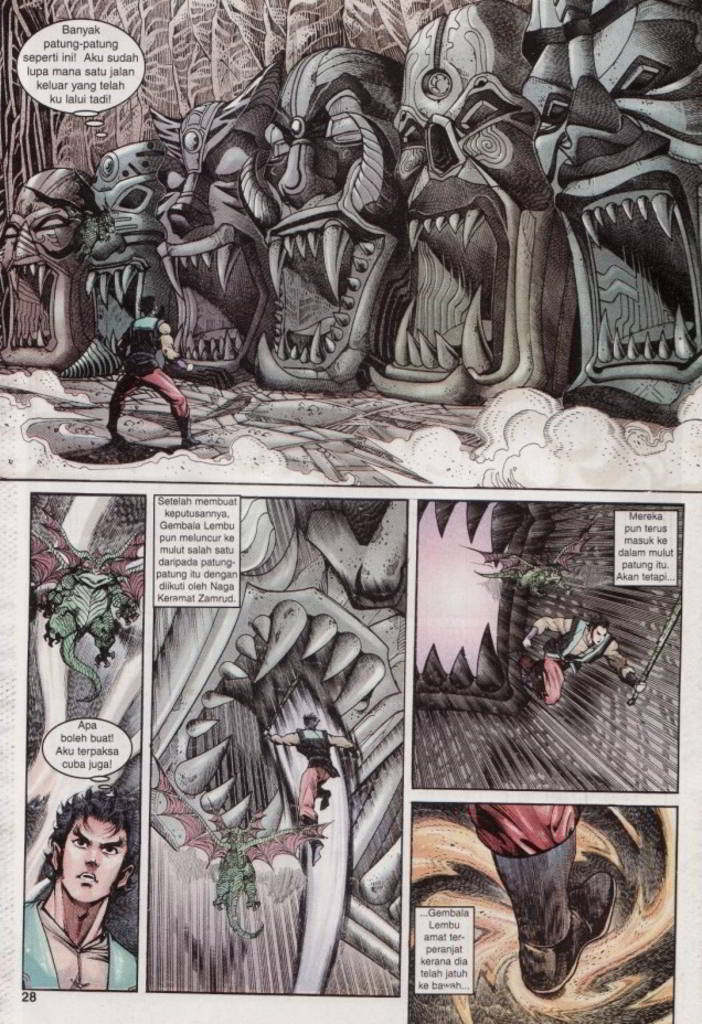 Banyak
patung-patung
seperti ini! Aku sudah
lupa mana satu jalan
keluar yang telah
ku lalui tadi!
Apa
boleh buat!
Aku terpaksa
cuba juga!
Setelah membuat
keputusannya,
Gembala Lembu
pun meluncur ke
mulut salah satu
daripada patung-
patung itu dengan
diikuti oleh Naga
Keramat Zamrud.
Mereka
pun terus
masuk ke
dalam mulut
patung itu.
Akan tetapi...
...Gembala
Lembu
amat ter-
peranjat
kerana dia
telah jatuh
ke bawah...
28